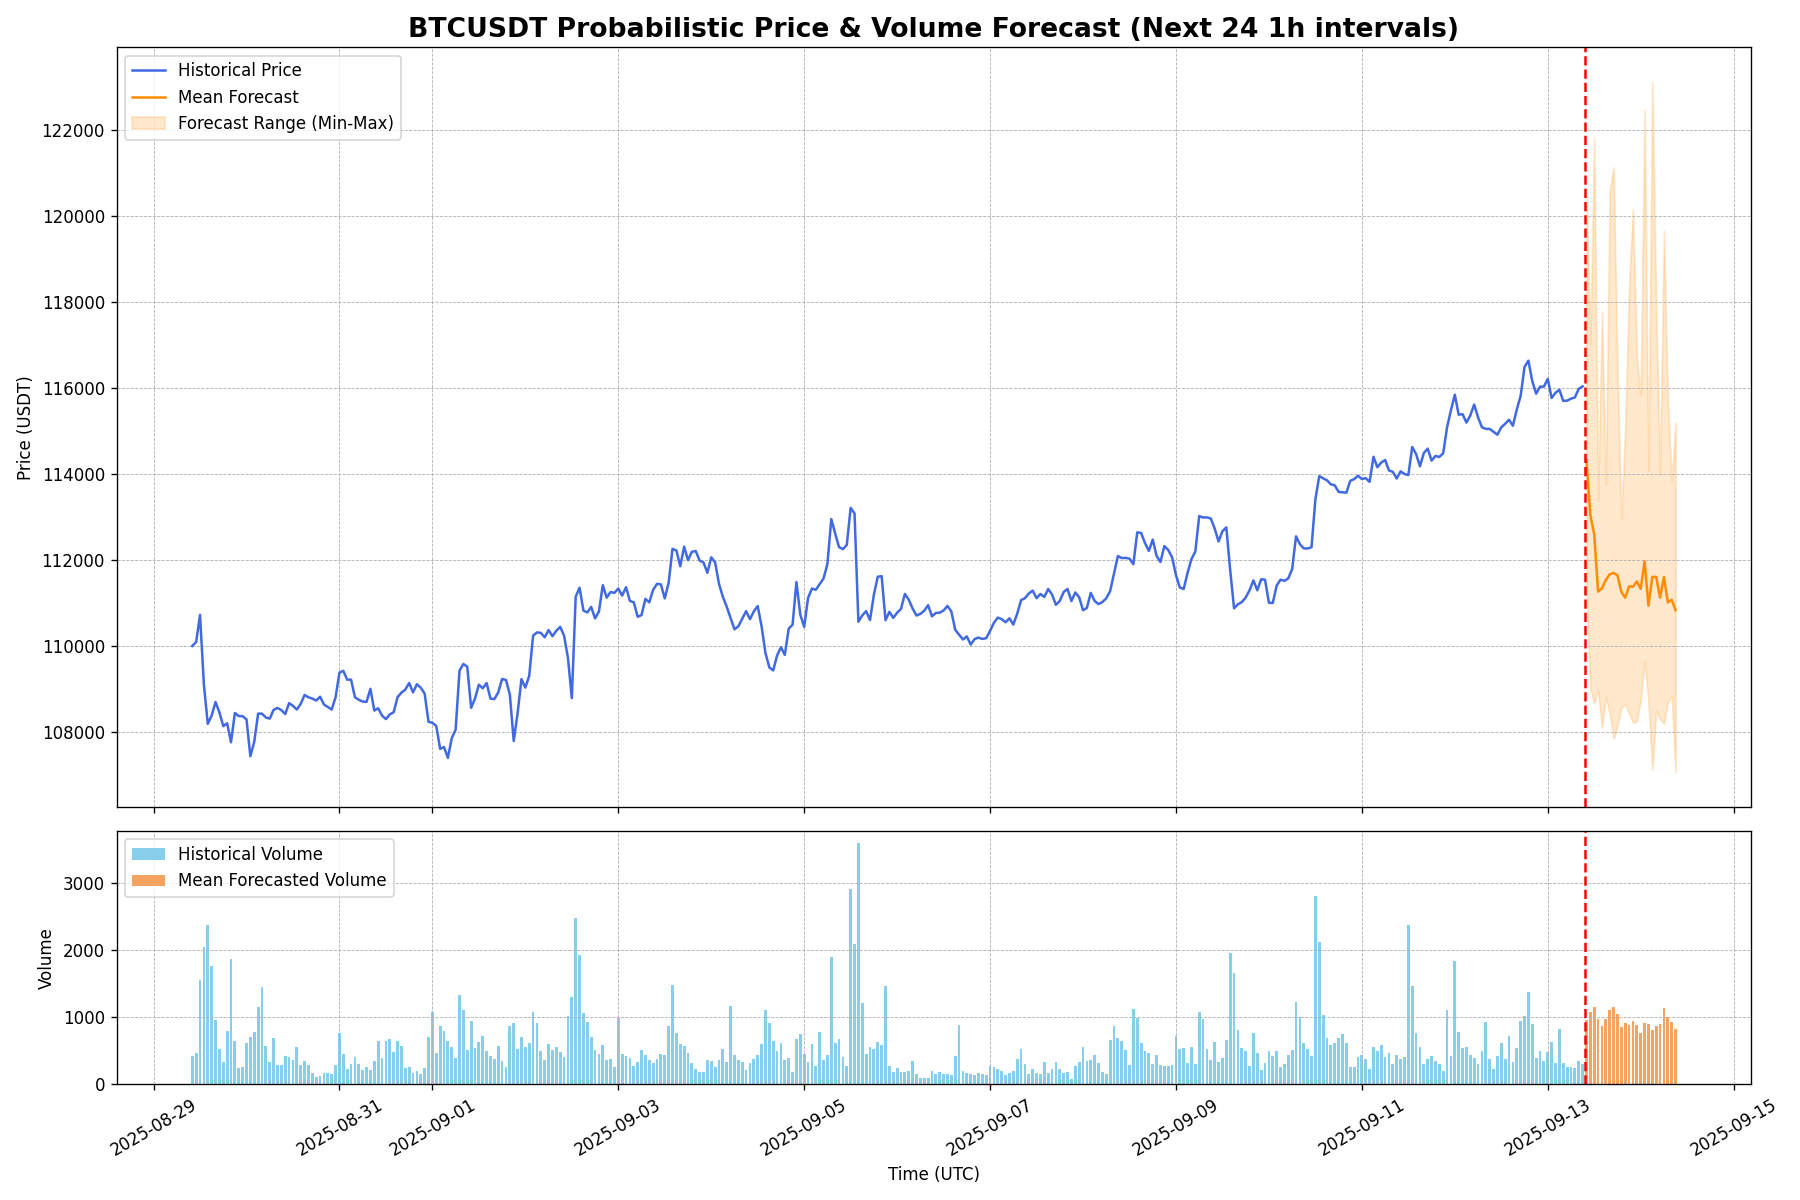 BTCUSDT Probabilistic Price & Volume Forecast (Next 24 1h intervals)
Historical Price
Mean Forecast
Forecast Range (Min-Max)
122000
120000
118000
116000
114000
112000
110000
108000
Price (USDT)
Historical Volume
Mean Forecasted Volume
3000
2000
1000
0
Volume
2025-08-29
2025-08-31
2025-09-01
2025-09-03
2025-09-05
2025-09-07
2025-09-09
2025-09-11
2025-09-13
2025-09-15
Time (UTC)